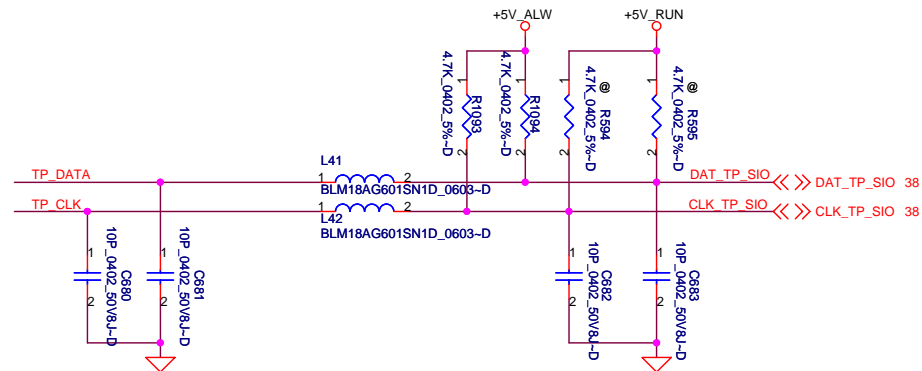 +5V_ALW
+5V_RUN
1
4.7K_0402_5%~D
2
R1093
1
4.7K_0402_5%~D
2
R1094
1
4.7K_0402_5%~D
2
@
R594
1
4.7K_0402_5%~D
2
@
R595
TP_DATA
L41
1
2
BLM18AG601SN1D_0603~D
DAT_TP_SIO
DAT_TP_SIO 38
TP_CLK
1
2
L42
BLM18AG601SN1D_0603~D
CLK_TP_SIO
CLK_TP_SIO 38
1
2
C680
10P_0402_50V8J~D
1
2
C681
10P_0402_50V8J~D
1
2
C682
10P_0402_50V8J~D
1
2
C683
10P_0402_50V8J~D